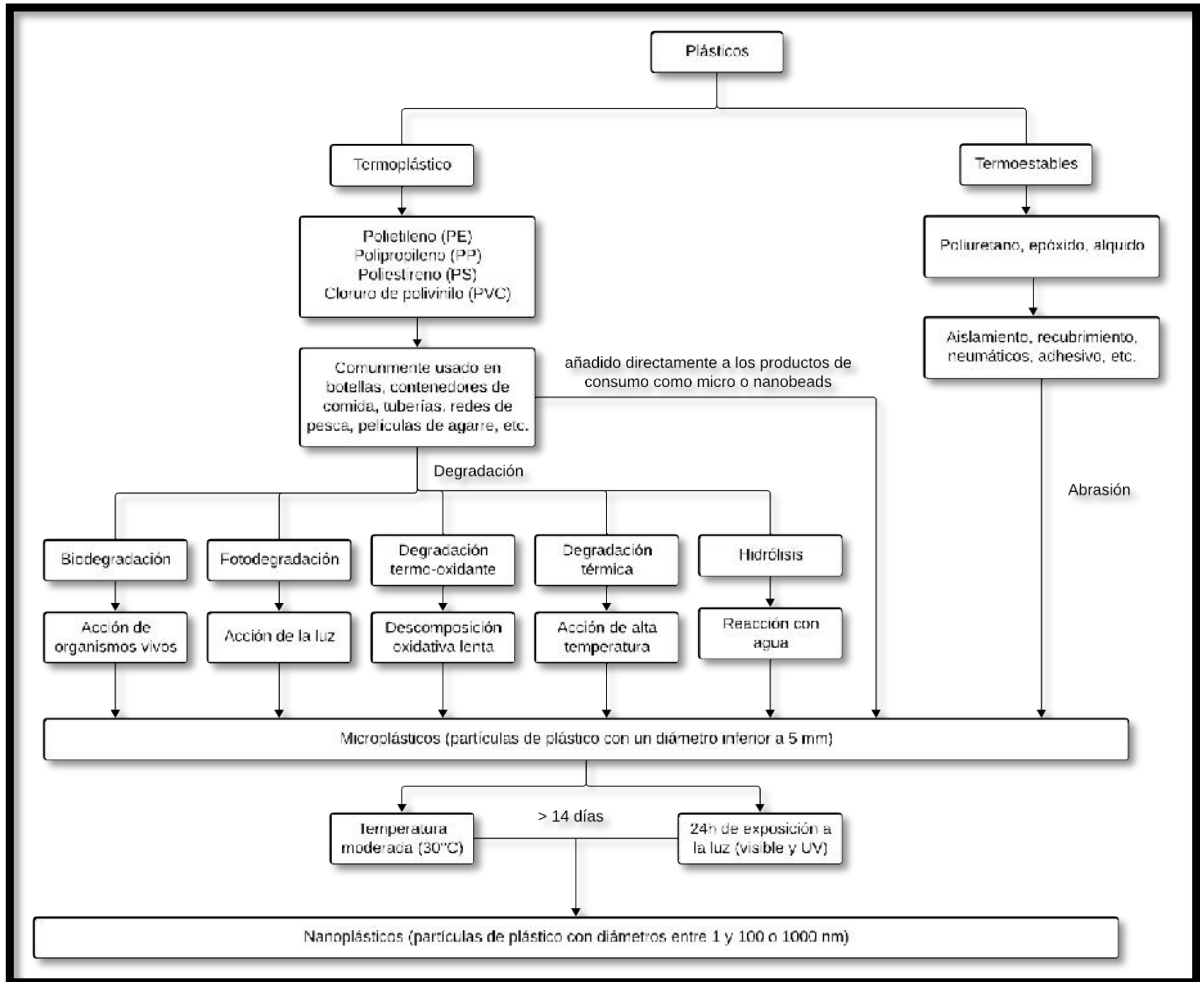 Plásticos
Termoplástico
Termoestables
Polietileno (PE)
Polipropileno (PP)
Poliestireno (PS)
Cloruro de polivinilo (PVC)
Poliuretano, epóxido, alquido
Aislamiento, recubrimiento,
neumáticos, adhesivo, etc.
Comunmente usado en
botellas, contenedores de
comida, tuberías, redes de
pesca, películas de agarre, etc.
añadido directamente a los productos de
consumo como micro o nanobeads
Degradación
Abrasión
Biodegradación
Fotodegradación
Degradación
termo-oxidante
Degradación
térmica
Hidrólisis
Acción de
organismos vivos
Acción de la luz
Descomposición
oxidativa lenta
Acción de alta
temperatura
Reacción con
agua
Microplásticos (partículas de plástico con un diámetro inferior a 5 mm)
> 14 días
Temperatura
moderada (30°C)
24h de exposición a
la luz (visible y UV)
Nanoplásticos (partículas de plástico con diámetros entre 1 y 100 o 1000 nm)